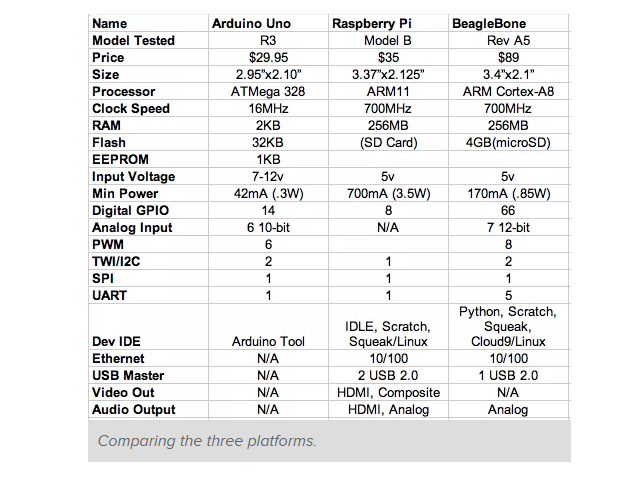 Name Arduino Uno Raspberry Pi BeagleBone
Model Tested R3 Model B Rev A5
Price $29.95 $35 $89
Size 2.95"x2.10" 3.37"x2.125" 3.4"x2.1"
Processor ATMega 328 ARM11 ARM Cortex-A8
Clock Speed 16MHz 700MHz 700MHz
RAM 2KB 256MB 256MB
Flash 32KB (SD Card) 4GB(microSD)
EEPROM 1KB
Input Voltage 7-12v 5v 5v
Min Power 42mA (.3W) 700mA (3.5W) 170mA (.85W)
Digital GPIO 14 8 66
Analog Input 6 10-bit N/A 7 12-bit
PWM 6 8
TWI/I2C 2 1 2
SPI 1 1 1
UART 1 1 5
Python, Scratch,
IDLE, Scratch, Squeak,
Dev IDE Arduino Tool Squeak/Linux Cloud9/Linux
Ethernet N/A 10/100 10/100
USB Master N/A 2 USB 2.0 1 USB 2.0
Video Out N/A HDMI, Composite N/A
Audio Output N/A HDMI, Analog Analog
Comparing the three platforms.